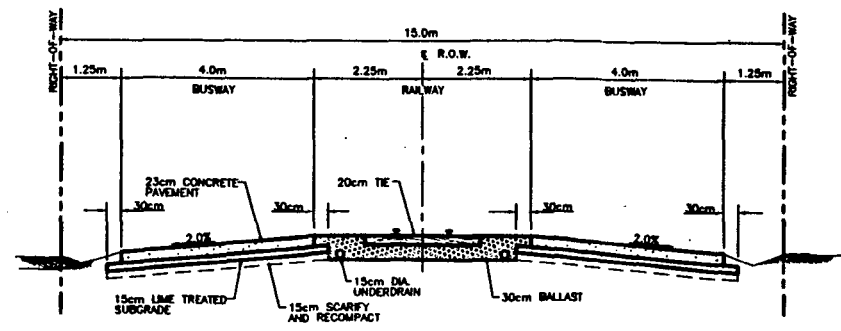 15.0m
RIGHT-OF-WAY
℄ R.O.W.
RIGHT-OF-WAY
1.25m
4.0m
2.25m
2.25m
4.0m
1.25m
BUSWAY
RAILWAY
BUSWAY
23cm CONCRETE
PAVEMENT
20cm TIE
30cm
30cm
30cm
30cm
2.0%
2.0%
15cm LIME TREATED
SUBGRADE
15cm SCARIFY
AND RECOMPACT
15cm DIA.
UNDERDRAIN
30cm BALLAST